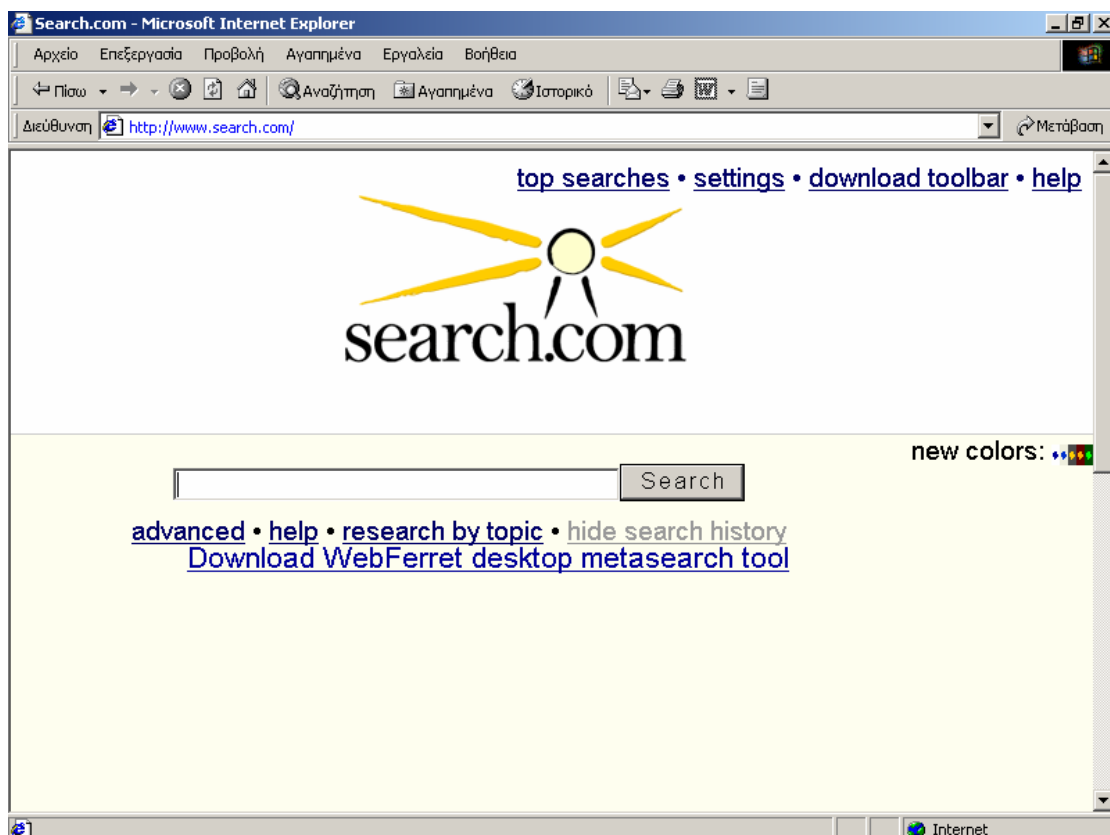 Search.com - Microsoft Internet Explorer
Αρχείο Επεξεργασία Προβολή Αγαπημένα Εργαλεία Βοήθεια
Πίσω Αναζήτηση Αγαπημένα Ιστορικό
Διεύθυνση http://www.search.com/ Μετάβαση
top searches • settings • download toolbar • help
search.com
new colors:
Search
advanced • help • research by topic • hide search history
Download WebFerret desktop metasearch tool
Internet